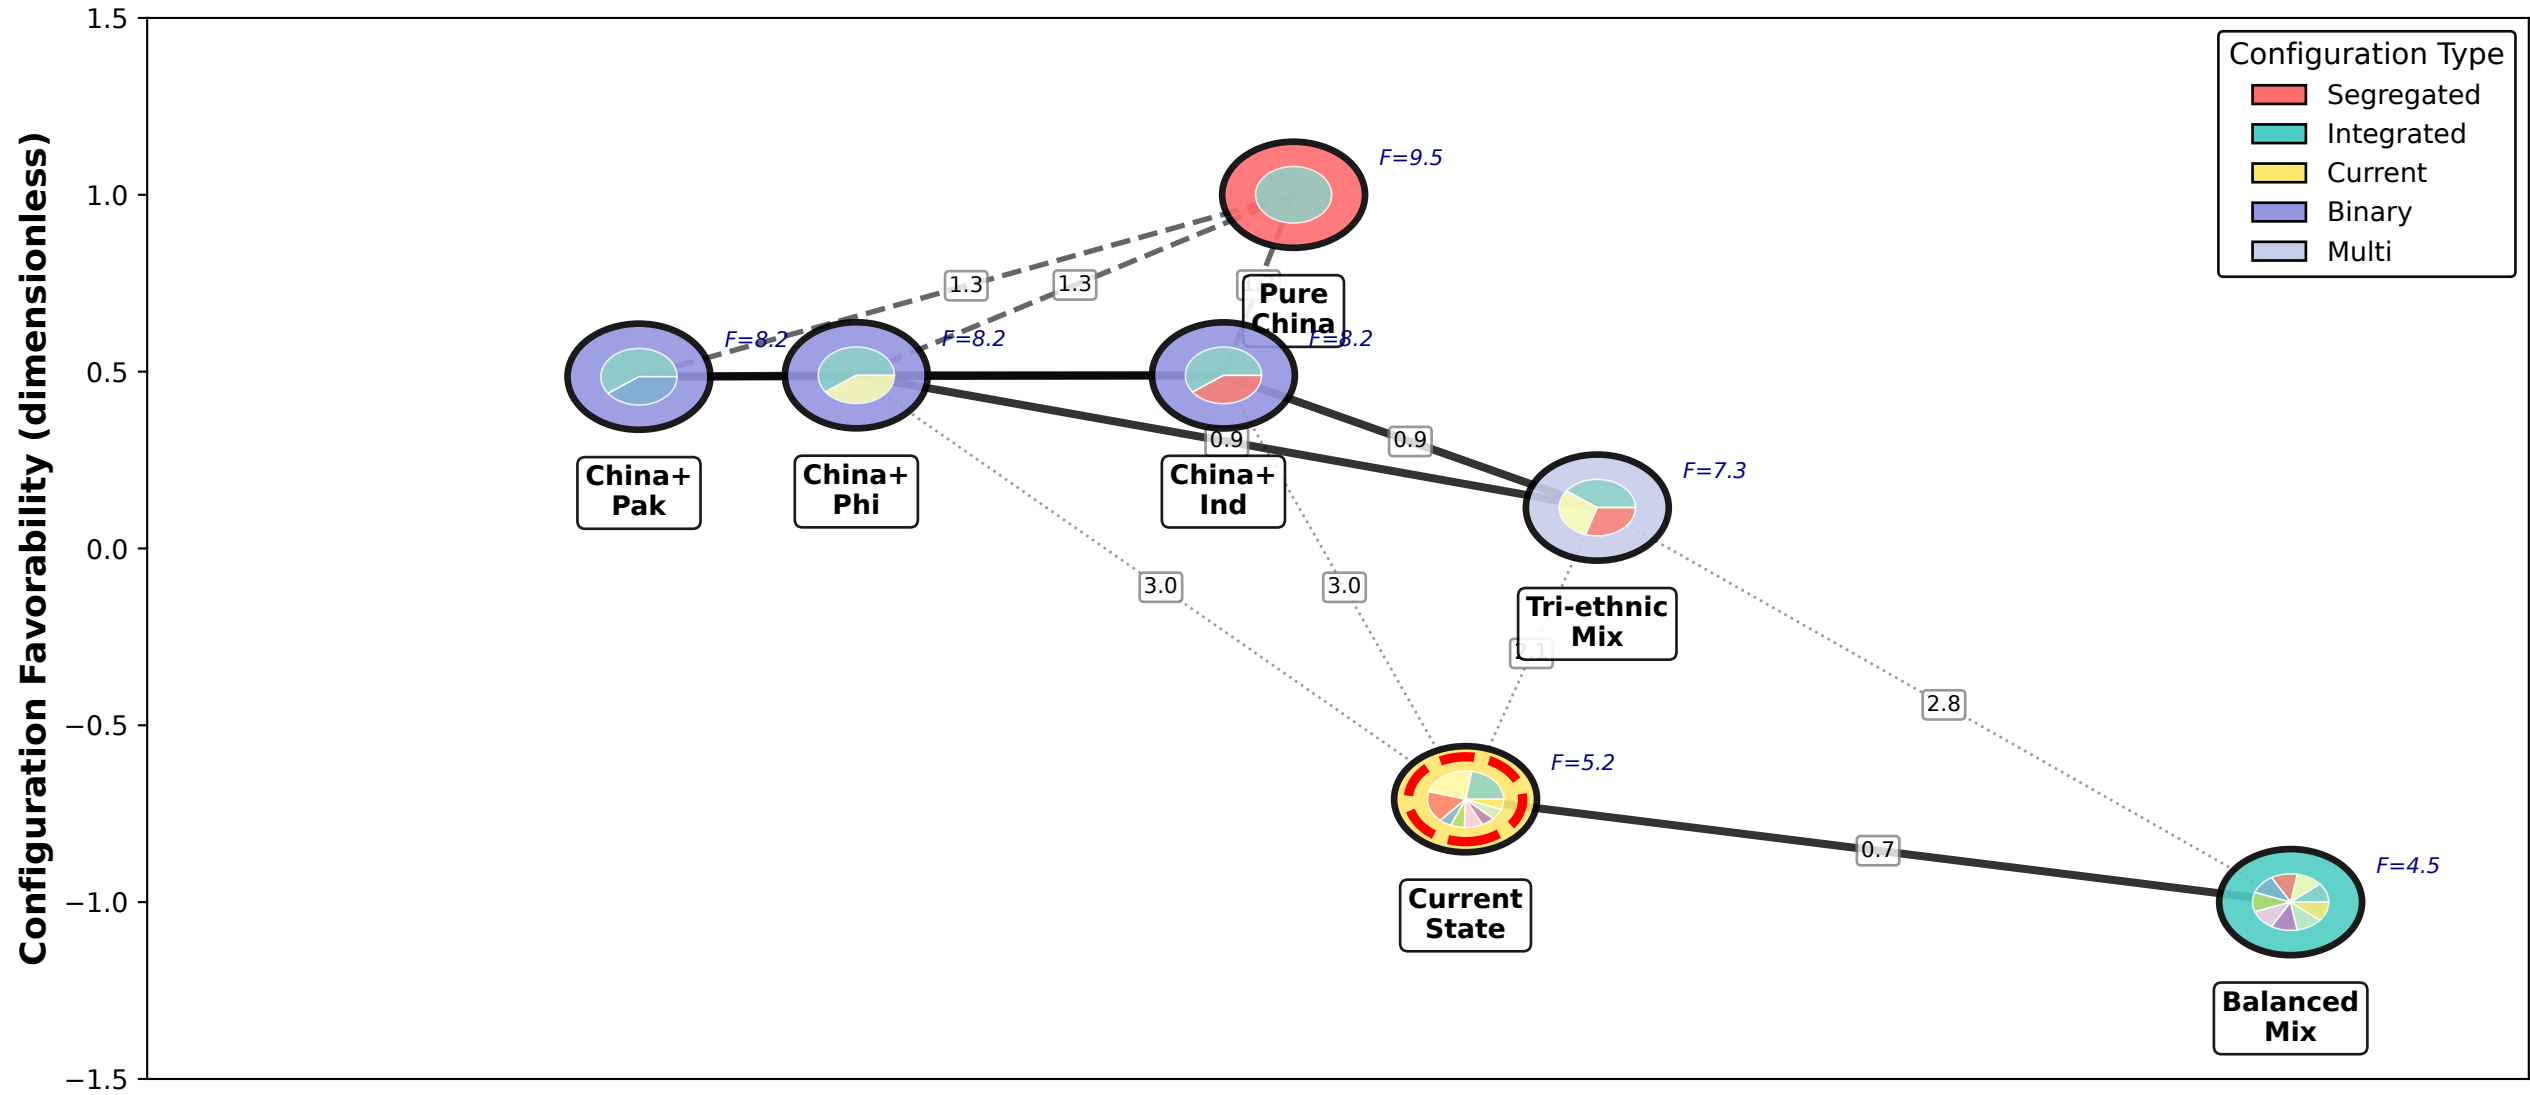 Configuration Favorability (dimensionless)
1.5
1.0
0.5
0.0
−0.5
−1.0
−1.5
Configuration Type
Segregated
Integrated
Current
Binary
Multi
F=9.5
1.3
1.3
Pure
China
F=8.2
F=8.2
F=8.2
China+
Pak
China+
Phi
0.9
China+
Ind
0.9
F=7.3
3.0
3.0
Tri-ethnic
Mix
2.1
2.8
F=5.2
Current
State
0.7
F=4.5
Balanced
Mix